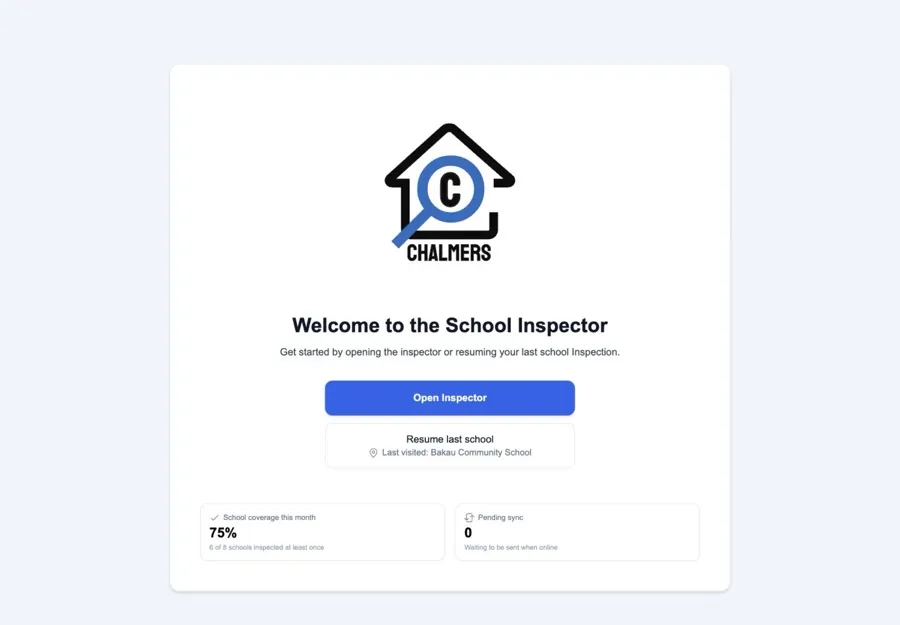 C
CHALMERS
Welcome to the School Inspector
Get started by opening the inspector or resuming your last school Inspection.
Open Inspector
Resume last school
Last visited: Bakau Community School
School coverage this month
75%
6 of 8 schools inspected at least once
Pending sync
0
Waiting to be sent when online